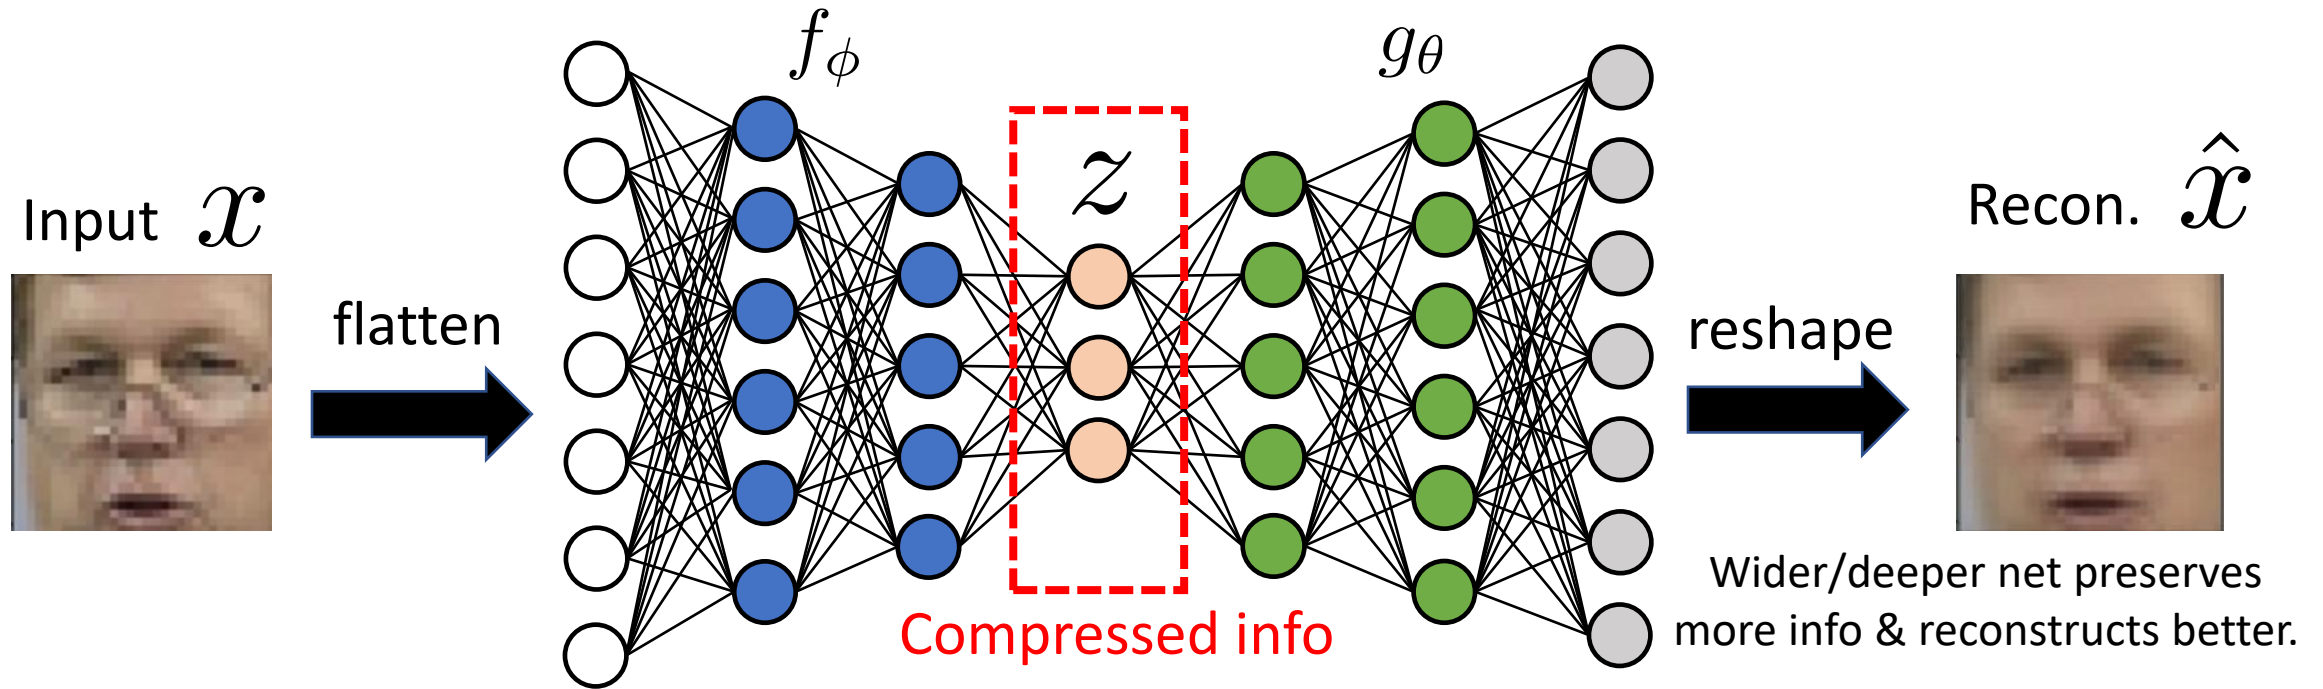 Input x
flatten
f_ϕ
z
Compressed info
g_θ
reshape
Recon. x̂
Wider/deeper net preserves
more info & reconstructs better.